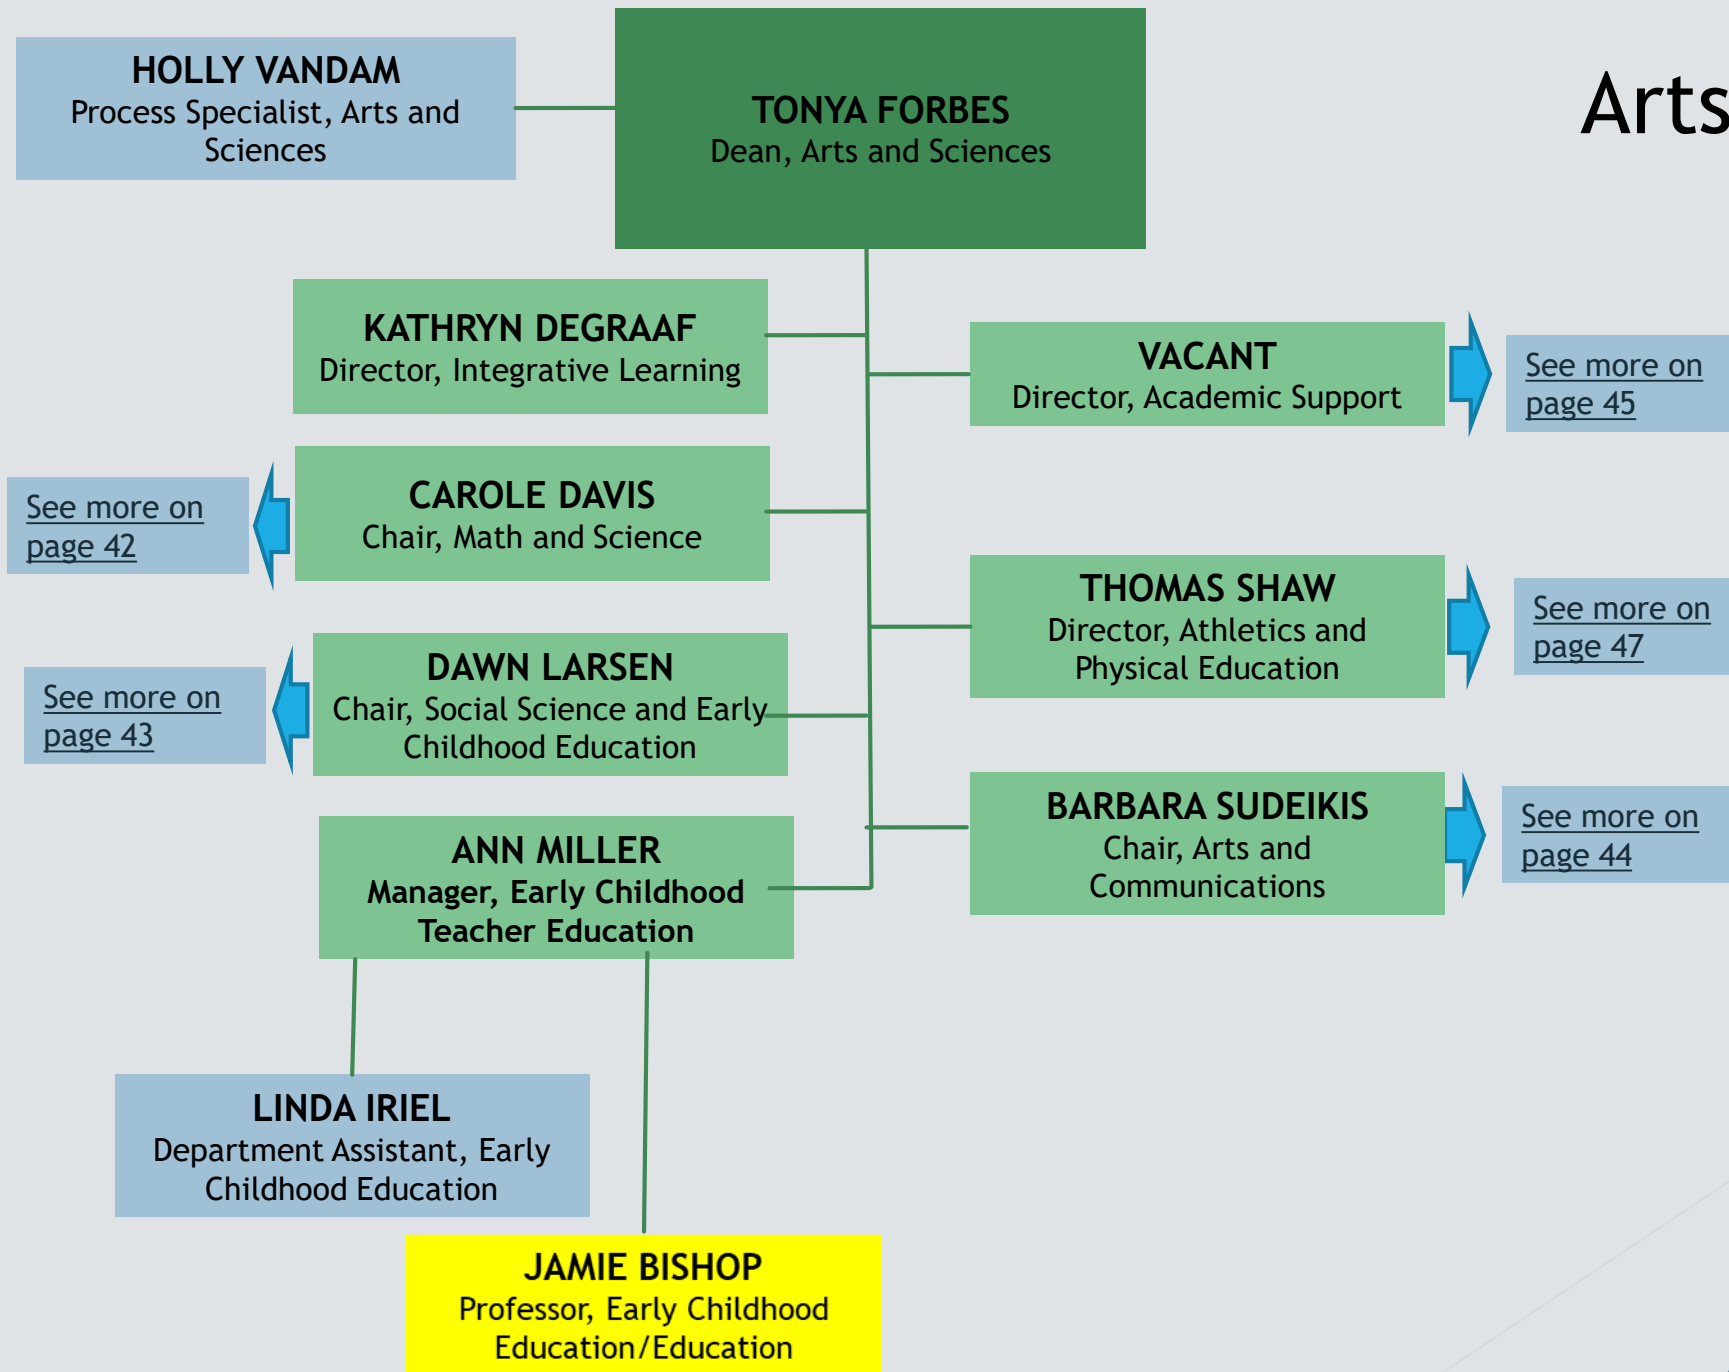 HOLLY VANDAM
Process Specialist, Arts and
Sciences
TONYA FORBES
Dean, Arts and Sciences
Arts
KATHRYN DEGRAAF
Director, Integrative Learning
VACANT
Director, Academic Support
See more on
page 45
CAROLE DAVIS
Chair, Math and Science
See more on
page 42
THOMAS SHAW
Director, Athletics and
Physical Education
See more on
page 47
DAWN LARSEN
Chair, Social Science and Early
Childhood Education
See more on
page 43
BARBARA SUDEIKIS
Chair, Arts and
Communications
See more on
page 44
ANN MILLER
Manager, Early Childhood
Teacher Education
LINDA IRIEL
Department Assistant, Early
Childhood Education
JAMIE BISHOP
Professor, Early Childhood
Education/Education